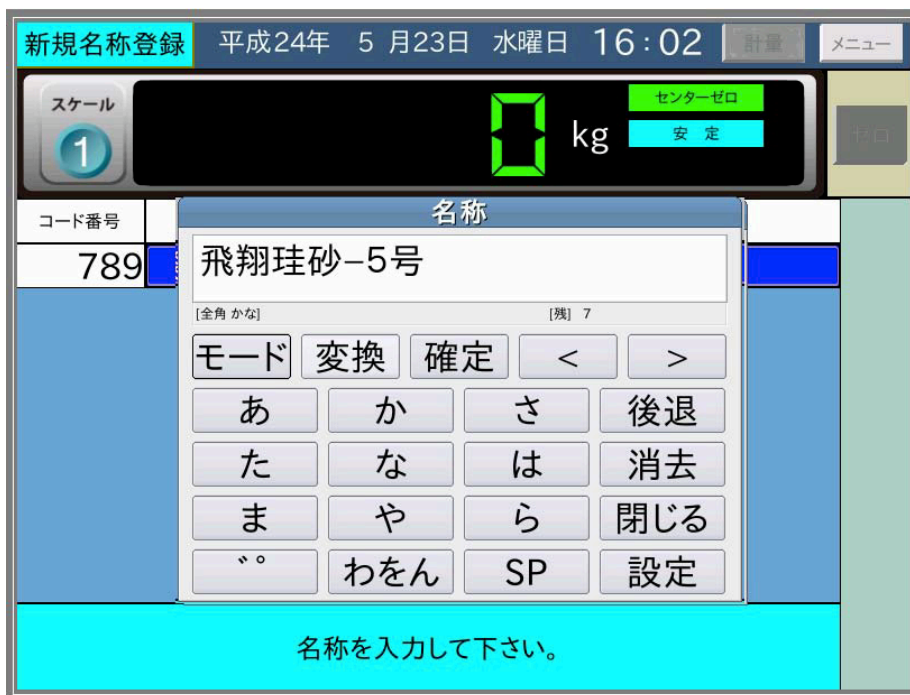 新規名称登録 平成24年 5月23日 水曜日 16:02 計量 メニュー
スケール
1
0 kg
センターゼロ
安定
ゼロ
コード番号
789
名称
飛翔珪砂−5号
[全角 かな] [残] 7
モード 変換 確定 < >
あ か さ 後退
た な は 消去
ま や ら 閉じる
゛゜ わをん SP 設定
名称を入力して下さい。